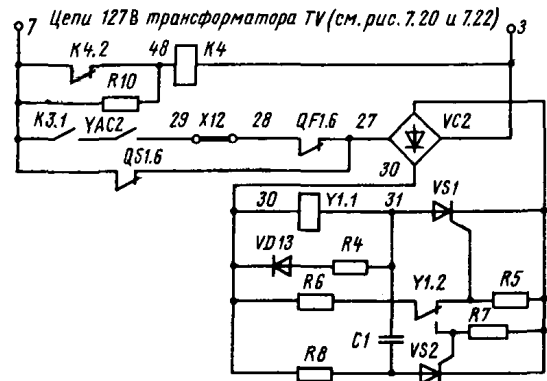 Цепи 127В трансформатора TV (см. рис. 7.20 и 7.22)
7
3
K4.2
48
K4
R10
K3.1
YAC2
29
X12
28
QF1.6
27
VC2
QS1.6
30
30
Y1.1
31
VS1
VD13
R4
R6
Y1.2
R5
R7
C1
R8
VS2